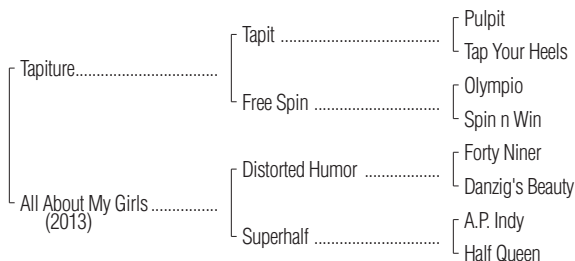 Tapiture
All About My Girls
(2013)
Tapit
Free Spin
Distorted Humor
Superhalf
Pulpit
Tap Your Heels
Olympio
Spin n Win
Forty Niner
Danzig's Beauty
A.P. Indy
Half Queen